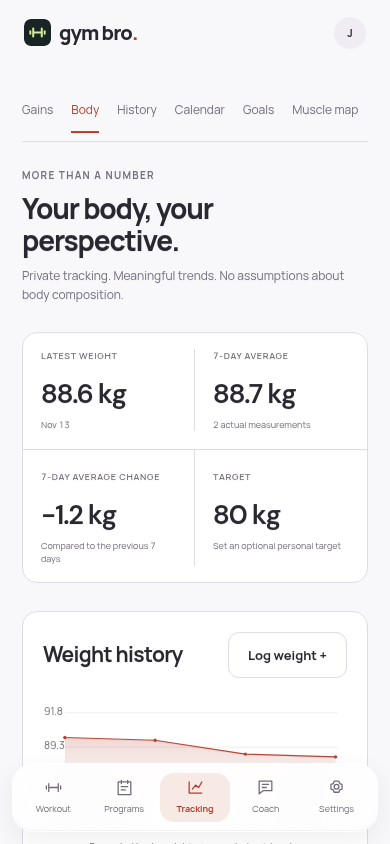 gym bro.
J
Gains Body History Calendar Goals Muscle map
MORE THAN A NUMBER
Your body, your
perspective.
Private tracking. Meaningful trends. No assumptions about
body composition.
LATEST WEIGHT
88.6 kg
Nov 13
7-DAY AVERAGE
88.7 kg
2 actual measurements
7-DAY AVERAGE CHANGE
−1.2 kg
Compared to the previous 7
days
TARGET
80 kg
Set an optional personal target
Weight history
Log weight +
91.8
89.3
Workout Programs Tracking Coach Settings